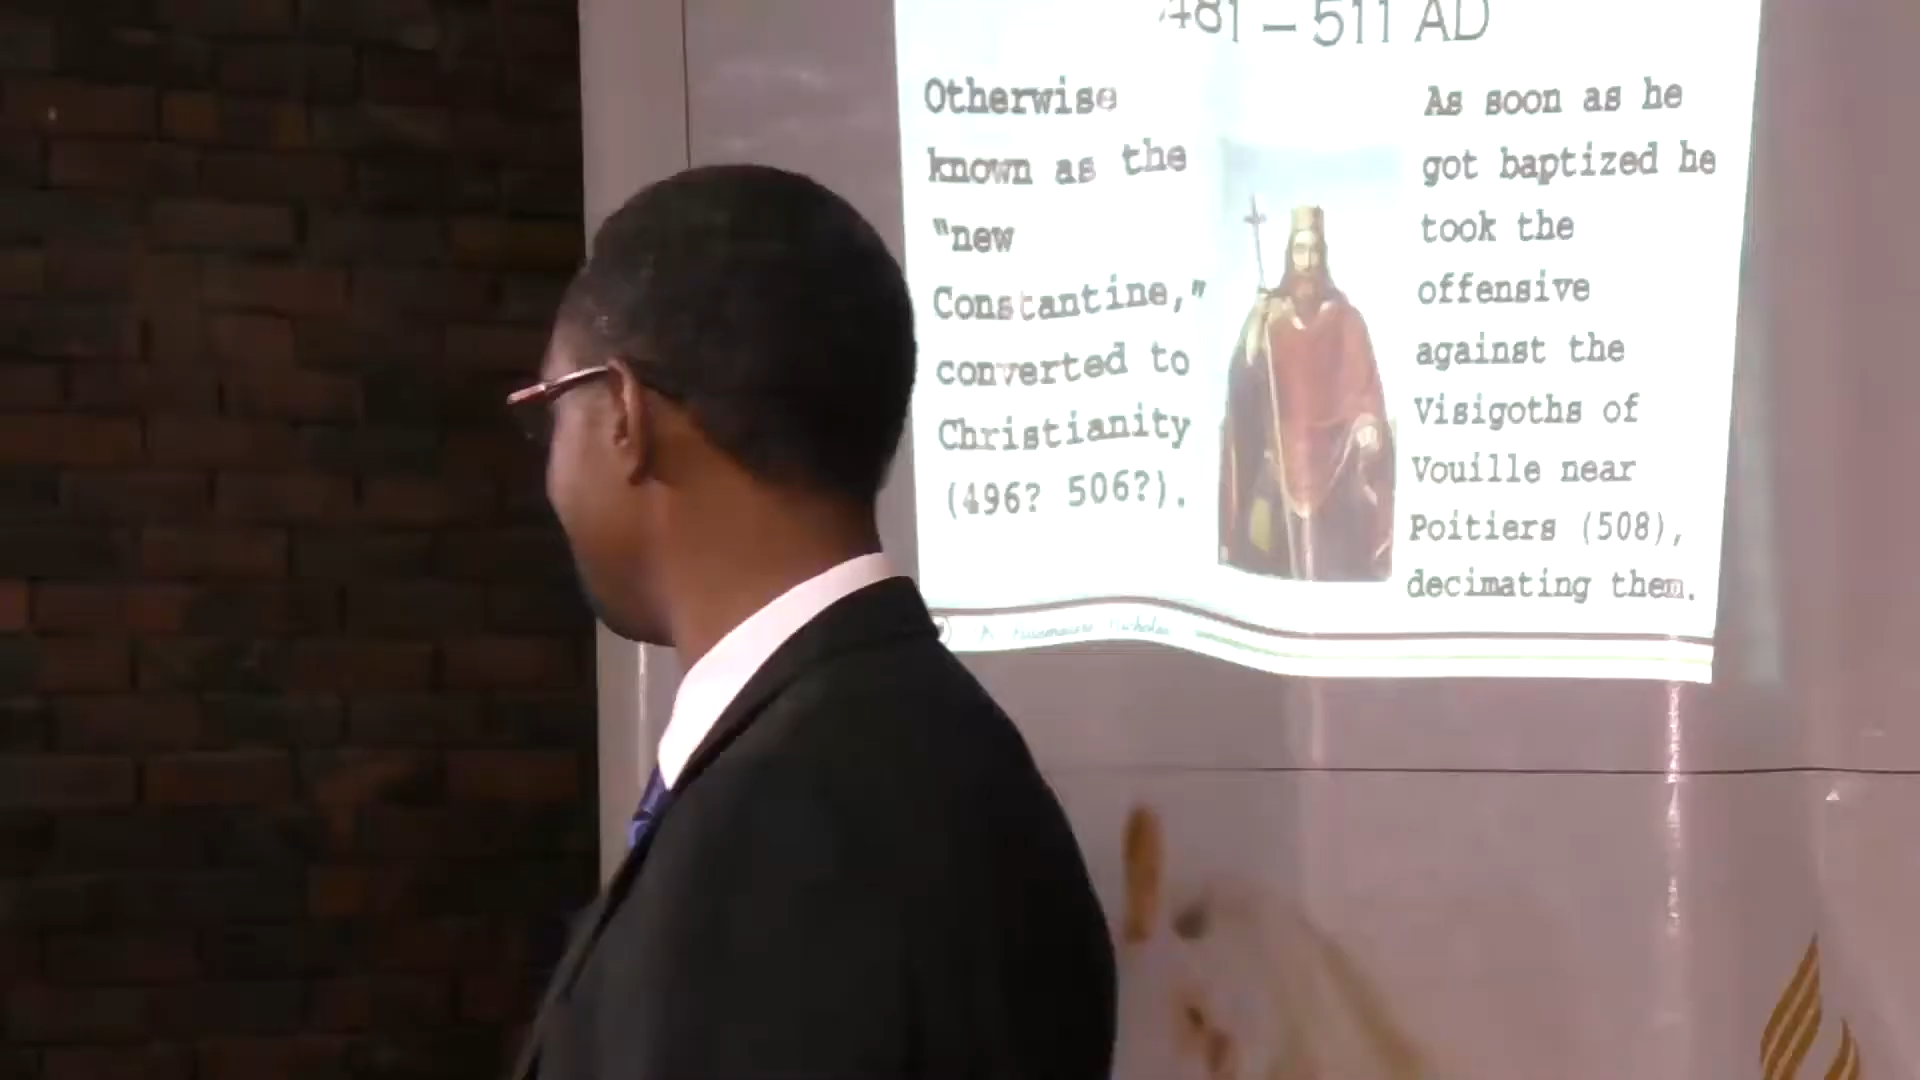 481 – 511 AD
Otherwise
known as the
"new
Constantine,"
converted to
Christianity
(496? 506?).
As soon as he
got baptized he
took the
offensive
against the
Visigoths of
Vouille near
Poitiers (508),
decimating them.